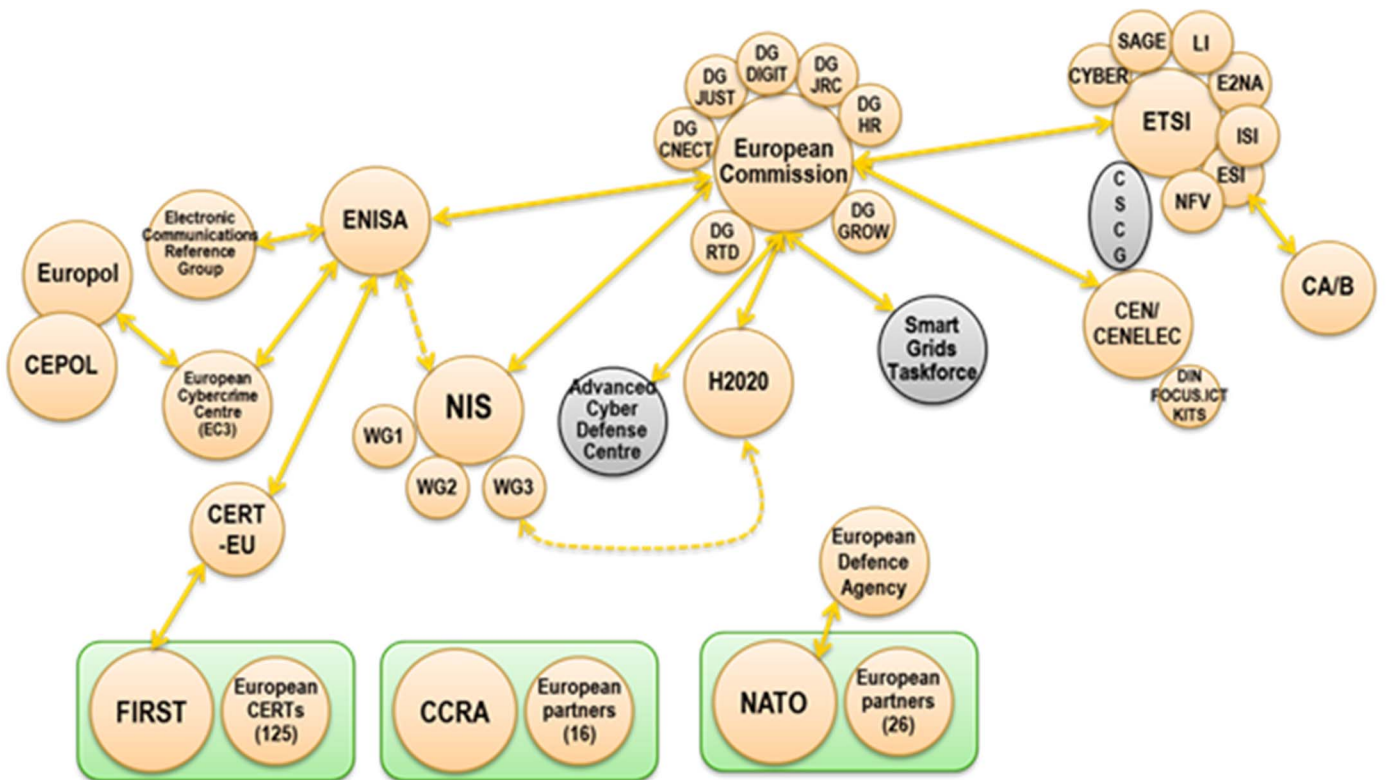 SAGE
LI
CYBER
E2NA
ETSI
ISI
ESI
NFV
C
S
C
G
DG
DIGIT
DG
JUST
DG
JRC
DG
HR
DG
CNECT
European
Commission
DG
RTD
DG
GROW
ENISA
Electronic
Communications
Reference
Group
Europol
CEPOL
European
Cybercrime
Centre
(EC3)
NIS
WG1
WG2
WG3
Advanced
Cyber
Defense
Centre
H2020
Smart
Grids
Taskforce
CEN/
CENELEC
DIN
FOCUS.ICT
KITS
CA/B
CERT
-EU
European
Defence
Agency
FIRST
European
CERTs
(125)
CCRA
European
partners
(16)
NATO
European
partners
(26)